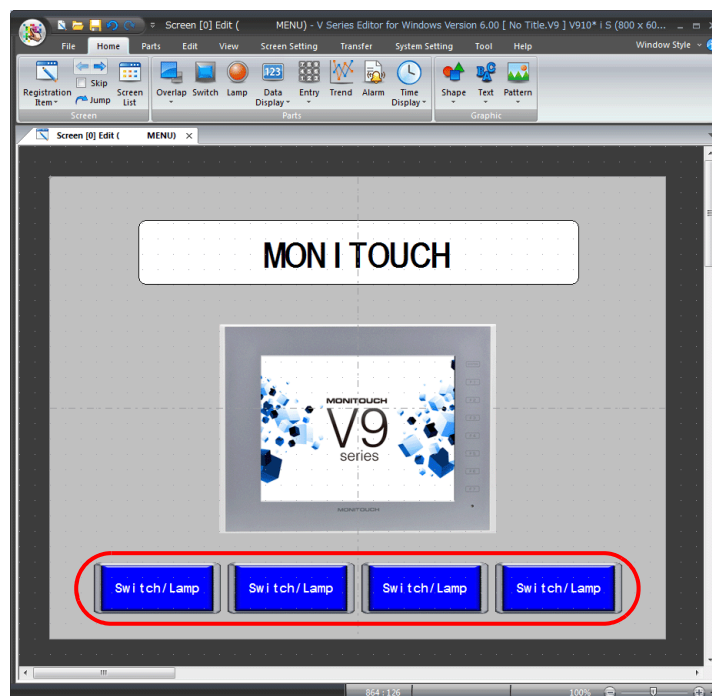 Screen [0] Edit ( MENU) - V Series Editor for Windows Version 6.00 [ No Title.V9 ] V910* i S (800 x 60...
File Home Parts Edit View Screen Setting Transfer System Setting Tool Help Window Style
Registration Item
Skip
Jump
Screen List
Overlap
Switch
Lamp
Data Display
Entry
Trend
Alarm
Time Display
Shape
Text
Pattern
Screen Parts Graphic
Screen [0] Edit ( MENU)
MONITOUCH
MONITOUCH
V9
series
MONITOUCH
Switch/Lamp Switch/Lamp Switch/Lamp Switch/Lamp
864 : 126 100%